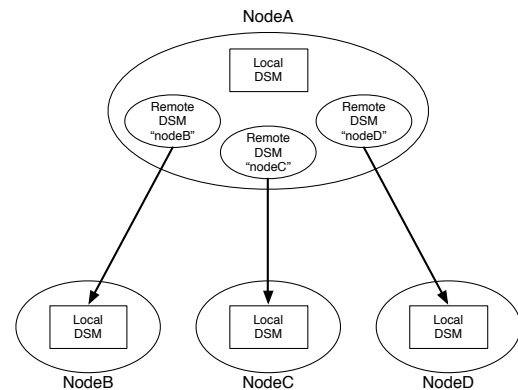 NodeA
Local
DSM
Remote
DSM
“nodeB”
Remote
DSM
“nodeC”
Remote
DSM
“nodeD”
Local
DSM
NodeB
Local
DSM
NodeC
Local
DSM
NodeD